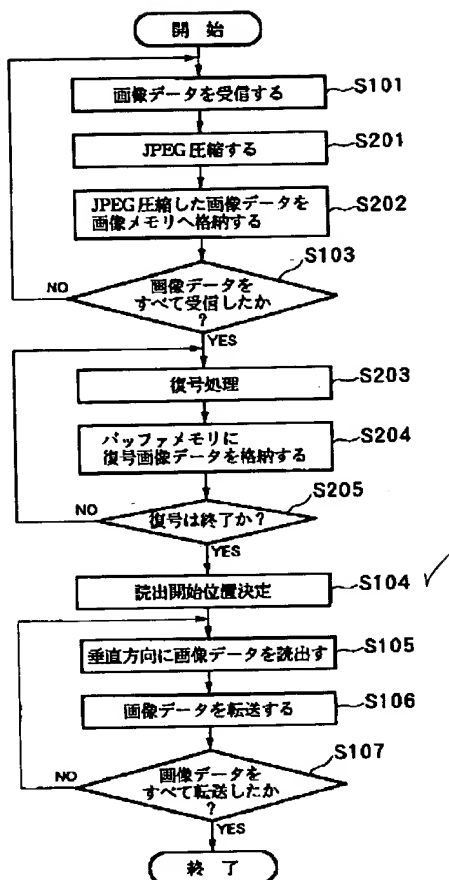 開始
画像データを受信する
S101
JPEG圧縮する
S201
JPEG圧縮した画像データを
画像メモリへ格納する
S202
S103
画像データを
すべて受信したか
?
NO
YES
復号処理
S203
バッファメモリに
復号画像データを格納する
S204
S205
復号は終了か?
NO
YES
読出開始位置決定
S104
垂直方向に画像データを読出す
S105
画像データを転送する
S106
S107
画像データを
すべて転送したか
?
NO
YES
終了